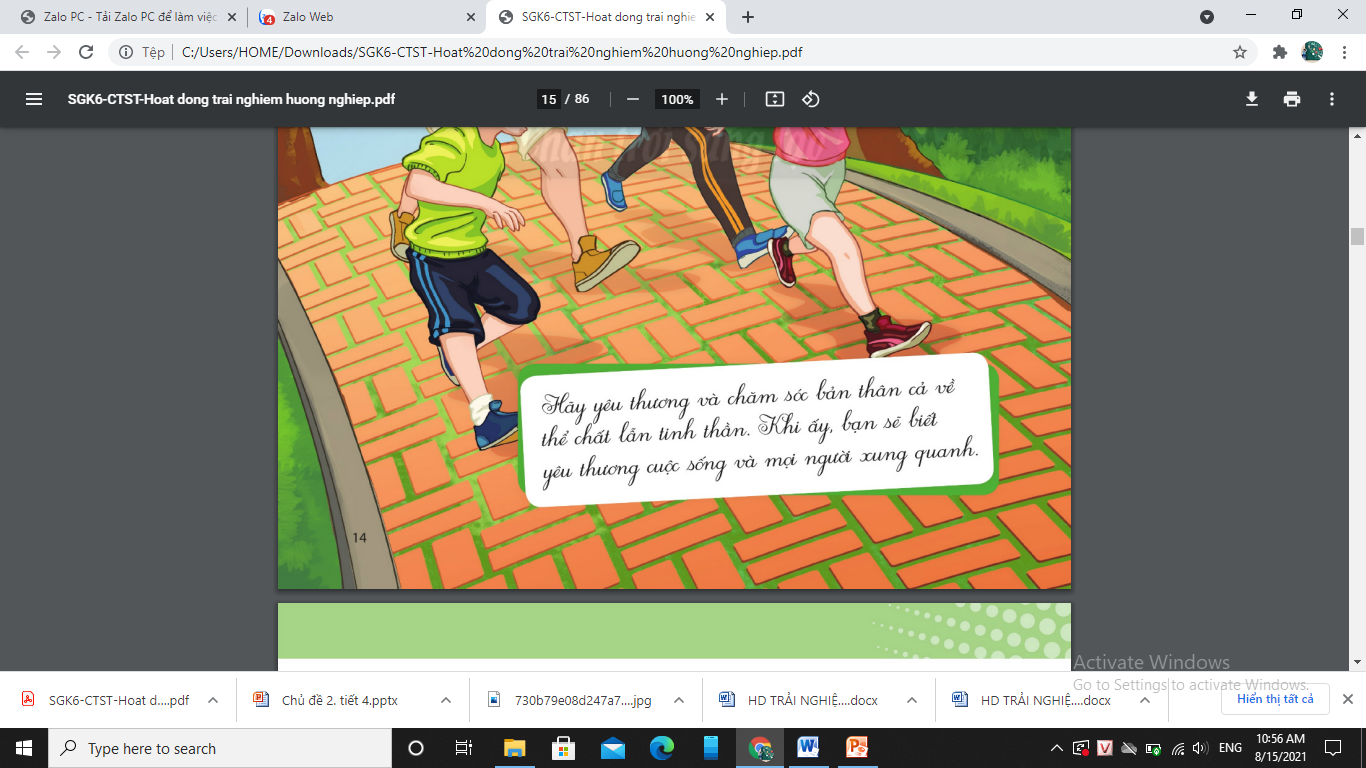 Zalo PC - Tải Zalo PC để làm việc
Zalo Web
SGK6-CTST-Hoat dong trai nghie
Tệp
C:/Users/HOME/Downloads/SGK6-CTST-Hoat%20dong%20trai%20nghiem%20huong%20nghiep.pdf
SGK6-CTST-Hoat dong trai nghiem huong nghiep.pdf
15 / 86
100%
Hãy yêu thương và chăm sóc bản thân cả về
thể chất lẫn tinh thần. Khi ấy, bạn sẽ biết
yêu thương cuộc sống và mọi người xung quanh.
14
Activate Windows
Go to Settings to activate Windows.
SGK6-CTST-Hoat d....pdf
Chủ đề 2. tiết 4.pptx
730b79e08d247a7....jpg
HD TRẢI NGHIỆ....docx
HD TRẢI NGHIỆ....docx
Hiển thị tất cả
Type here to search
ENG
10:56 AM
8/15/2021